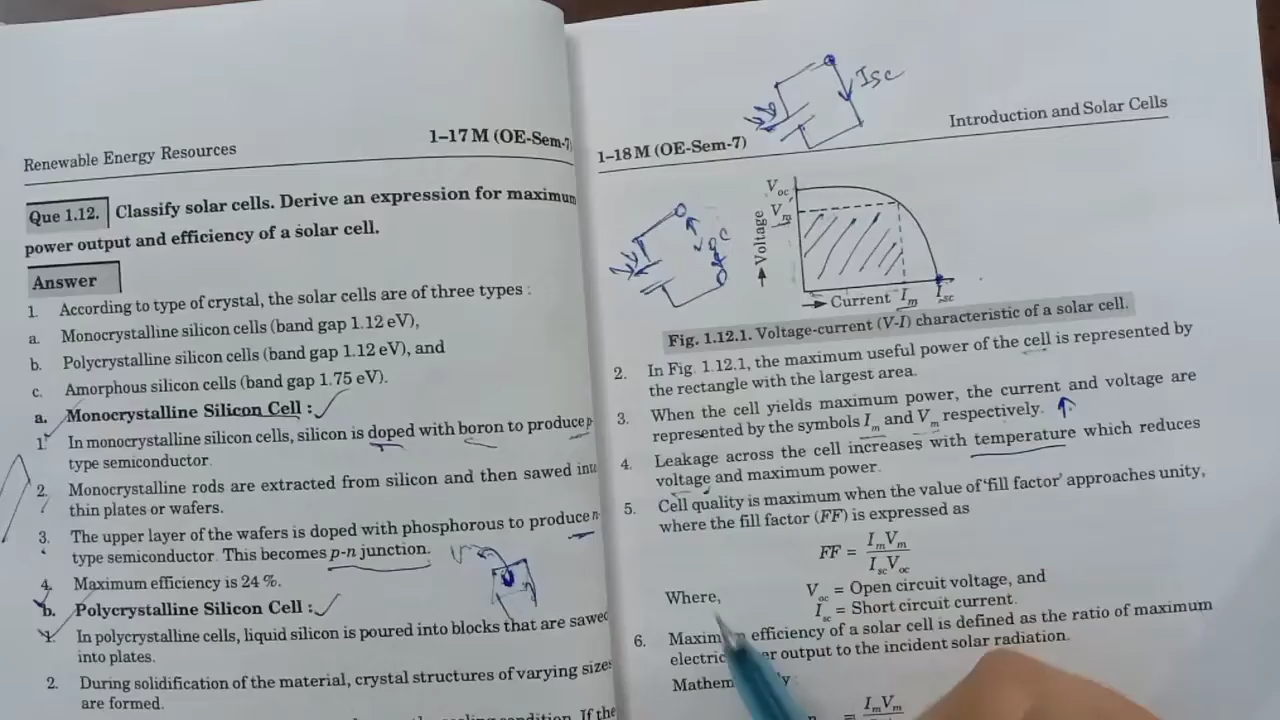 Renewable Energy Resources
1–17 M (OE-Sem-7)
Que 1.12. Classify solar cells. Derive an expression for maximum
power output and efficiency of a solar cell.
Answer
1. According to type of crystal, the solar cells are of three types :
a. Monocrystalline silicon cells (band gap 1.12 eV),
b. Polycrystalline silicon cells (band gap 1.12 eV), and
c. Amorphous silicon cells (band gap 1.75 eV).
a. Monocrystalline Silicon Cell :
1. In monocrystalline silicon cells, silicon is doped with boron to produce p-
type semiconductor.
2. Monocrystalline rods are extracted from silicon and then sawed into
thin plates or wafers.
3. The upper layer of the wafers is doped with phosphorous to produce n-
type semiconductor. This becomes p-n junction.
4. Maximum efficiency is 24 %.
b. Polycrystalline Silicon Cell :
1. In polycrystalline cells, liquid silicon is poured into blocks that are sawed
into plates.
2. During solidification of the material, crystal structures of varying sizes
are formed.
condition. If the
Isc
1–18 M (OE-Sem-7)
Introduction and Solar Cells
Voc
Vm
Voltage
Voc
Current Im Isc
Fig. 1.12.1. Voltage-current (V-I) characteristic of a solar cell.
2. In Fig. 1.12.1, the maximum useful power of the cell is represented by
the rectangle with the largest area.
3. When the cell yields maximum power, the current and voltage are
represented by the symbols Im and Vm respectively.
4. Leakage across the cell increases with temperature which reduces
voltage and maximum power.
5. Cell quality is maximum when the value of 'fill factor' approaches unity,
where the fill factor (FF) is expressed as
FF = ImVm / IscVoc
Where, Voc = Open circuit voltage, and
Isc = Short circuit current.
6. Maximum efficiency of a solar cell is defined as the ratio of maximum
output to the incident solar radiation.
ImVm